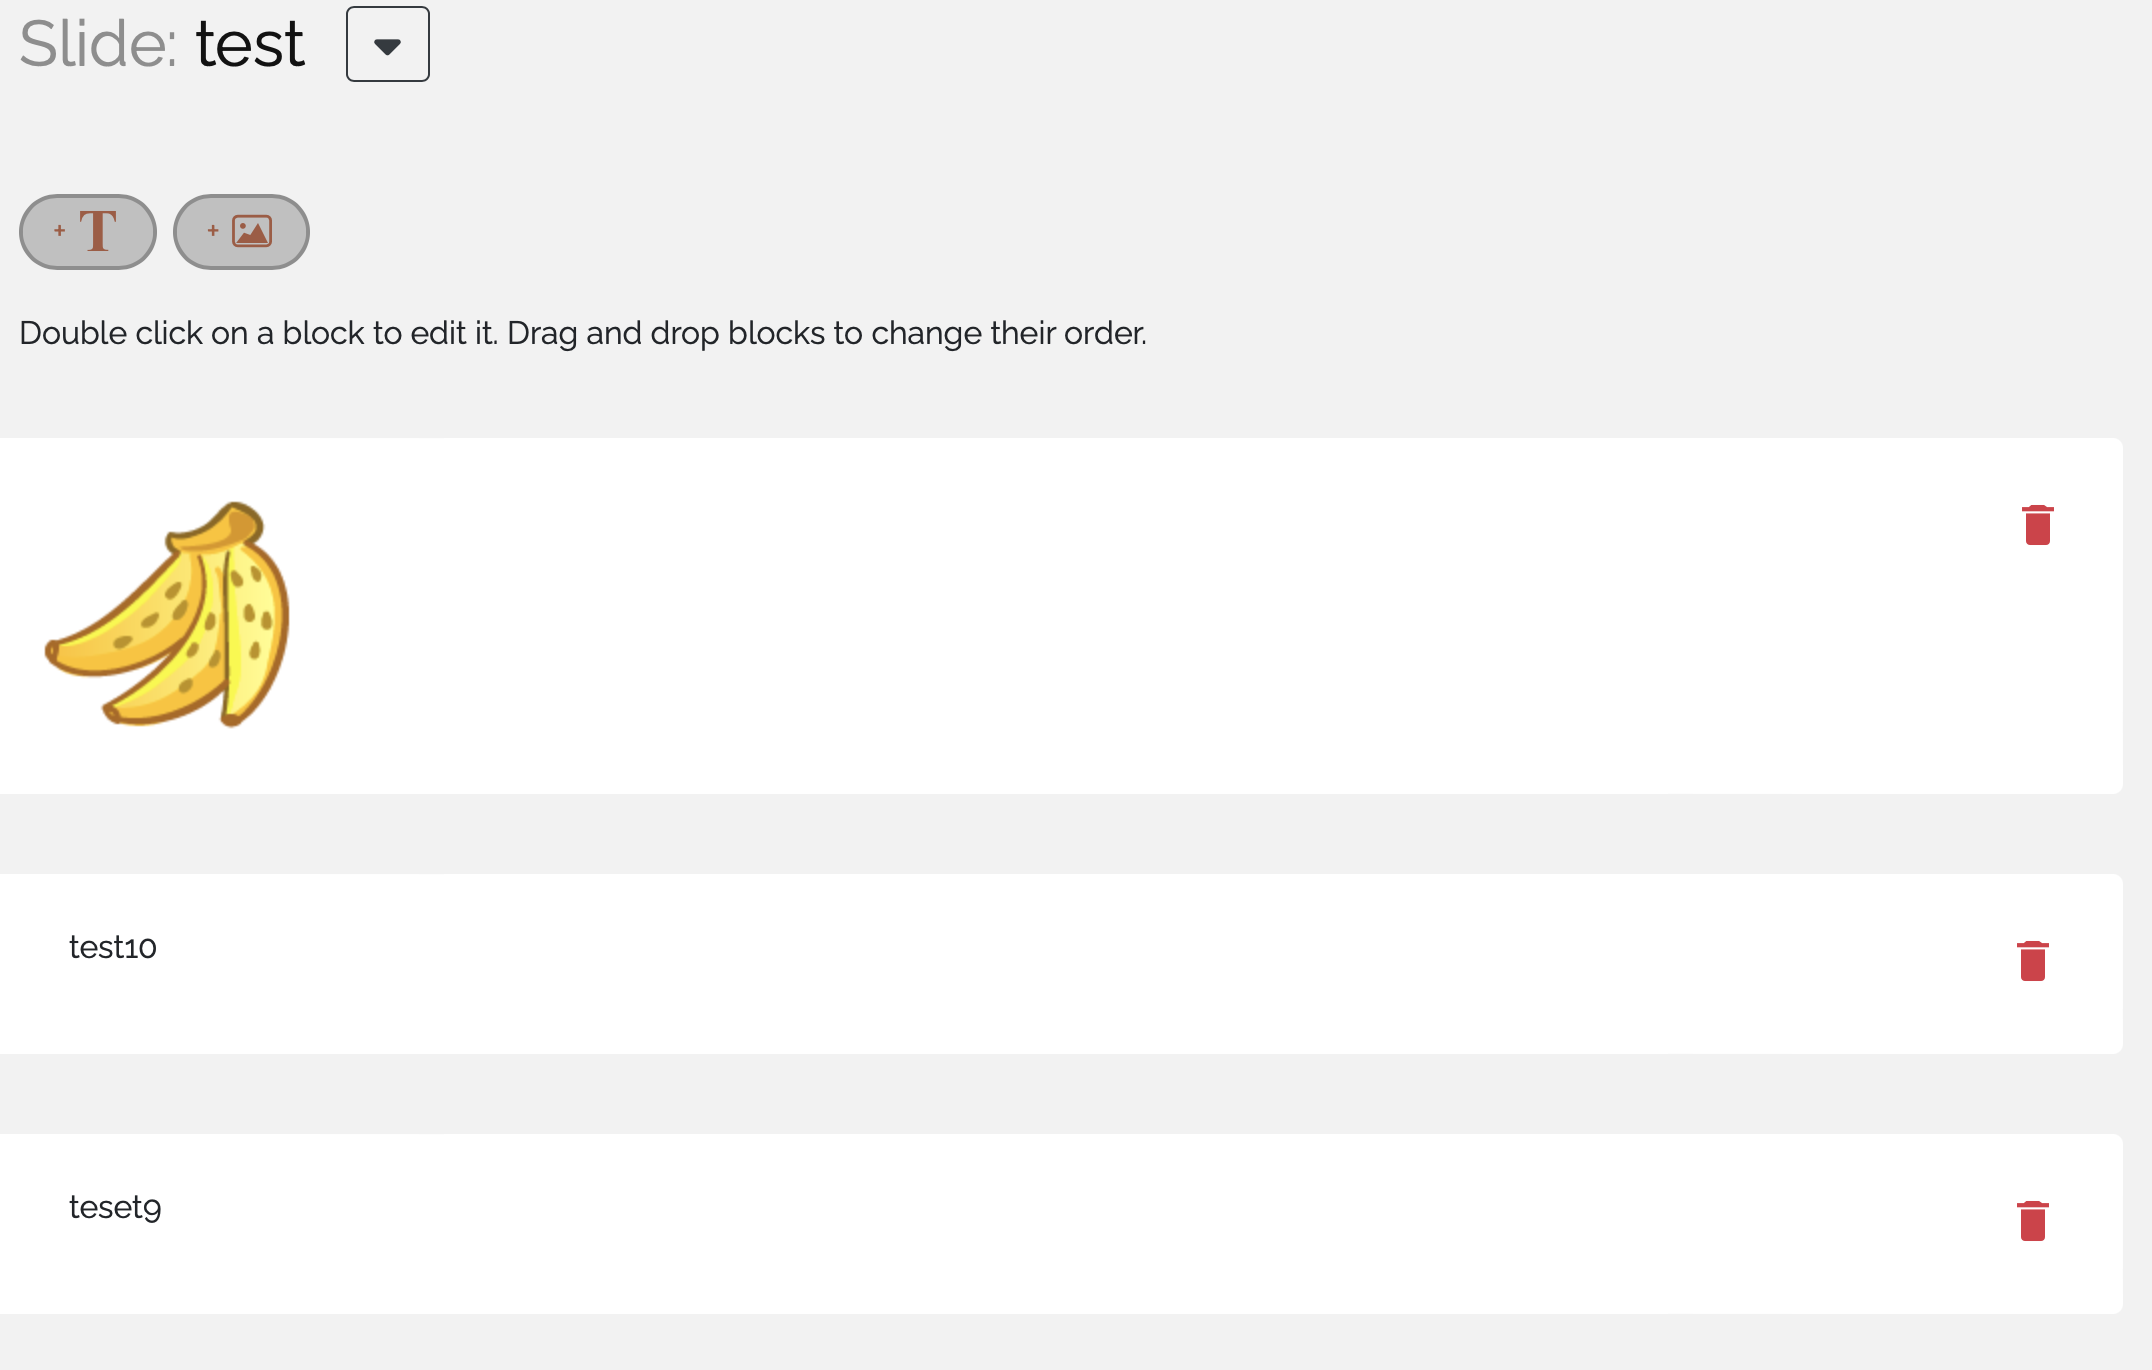 Slide: test
+ T
+
Double click on a block to edit it. Drag and drop blocks to change their order.
test10
teset9